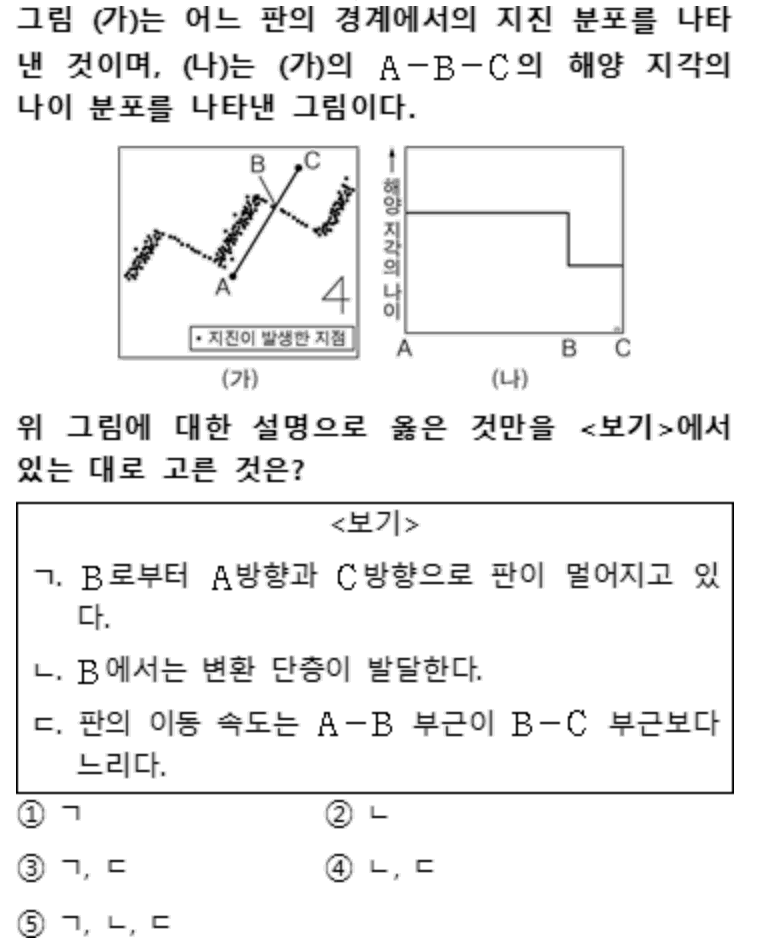 그림 (가)는 어느 판의 경계에서의 지진 분포를 나타
낸 것이며, (나)는 (가)의 A－B－C의 해양 지각의
나이 분포를 나타낸 그림이다.
B
C
A
4
• 지진이 발생한 지점
(가)
해양 지각의 나이
A
B
C
(나)
위 그림에 대한 설명으로 옳은 것만을 <보기>에서
있는 대로 고른 것은?
<보기>
ㄱ. B로부터 A방향과 C방향으로 판이 멀어지고 있
다.
ㄴ. B에서는 변환 단층이 발달한다.
ㄷ. 판의 이동 속도는 A－B 부근이 B－C 부근보다
느리다.
① ㄱ
② ㄴ
③ ㄱ, ㄷ
④ ㄴ, ㄷ
⑤ ㄱ, ㄴ, ㄷ